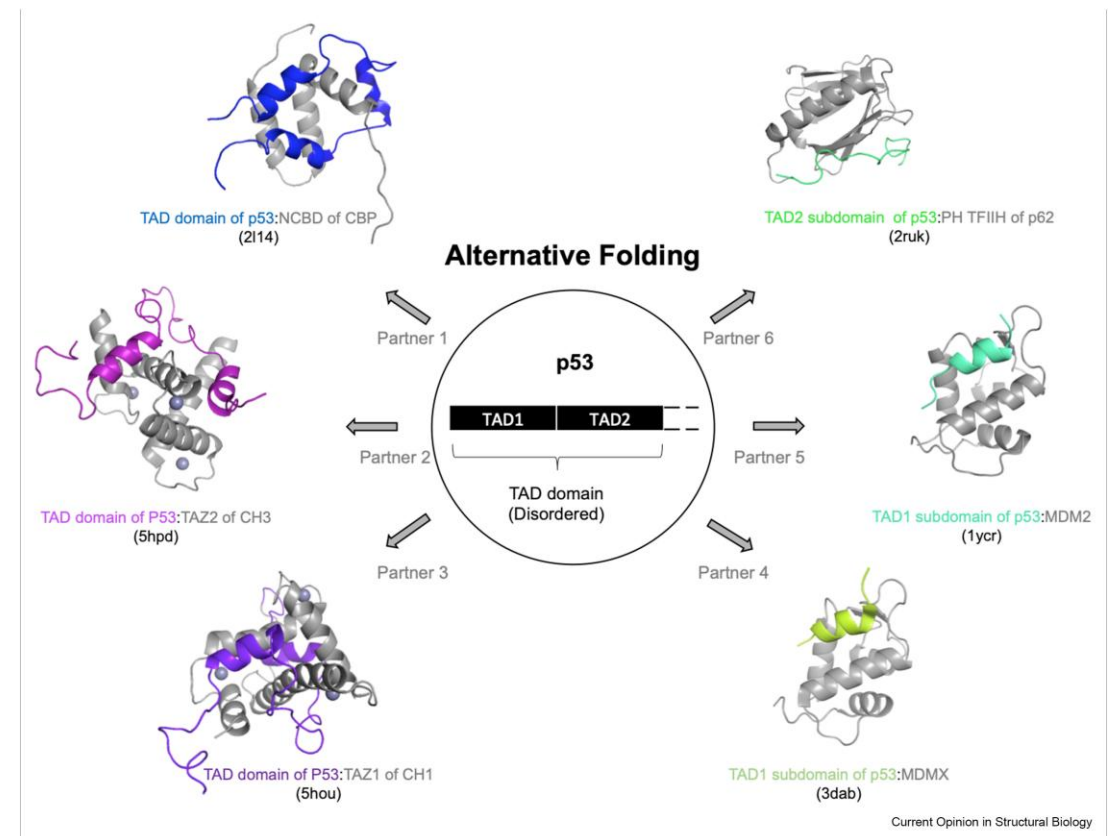 TAD domain of p53:NCBD of CBP
(2l14)
TAD2 subdomain of p53:PH TFIIH of p62
(2ruk)
Alternative Folding
Partner 1
Partner 6
p53
TAD1 TAD2
Partner 2
Partner 5
TAD domain
(Disordered)
TAD domain of P53:TAZ2 of CH3
(5hpd)
TAD1 subdomain of p53:MDM2
(1ycr)
Partner 3
Partner 4
TAD domain of P53:TAZ1 of CH1
(5hou)
TAD1 subdomain of p53:MDMX
(3dab)
Current Opinion in Structural Biology